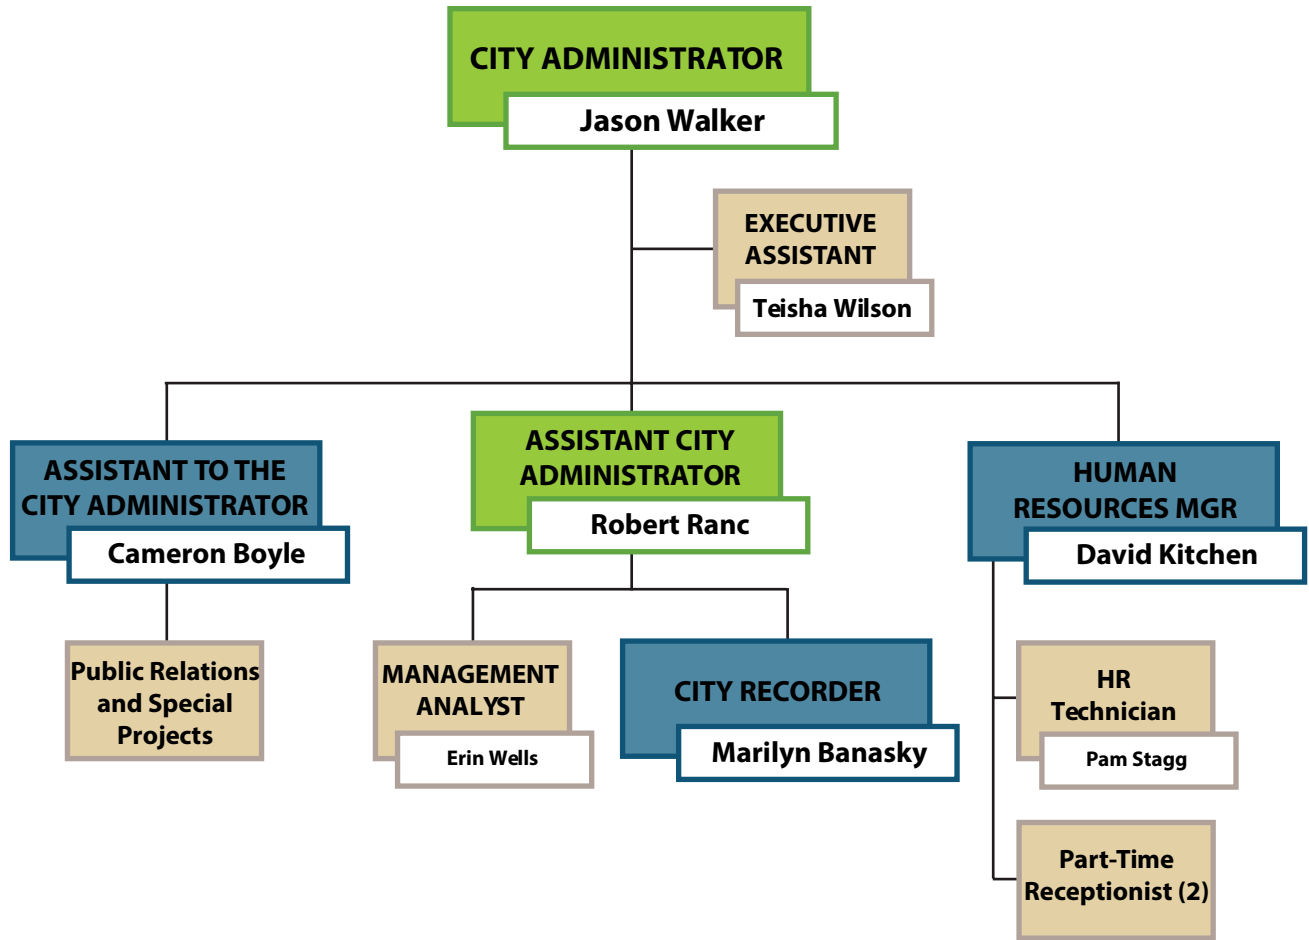 CITY ADMINISTRATOR
Jason Walker
EXECUTIVE
ASSISTANT
Teisha Wilson
ASSISTANT TO THE
CITY ADMINISTRATOR
Cameron Boyle
ASSISTANT CITY
ADMINISTRATOR
Robert Ranc
HUMAN
RESOURCES MGR
David Kitchen
Public Relations
and Special
Projects
MANAGEMENT
ANALYST
Erin Wells
CITY RECORDER
Marilyn Banasky
HR
Technician
Pam Stagg
Part-Time
Receptionist (2)